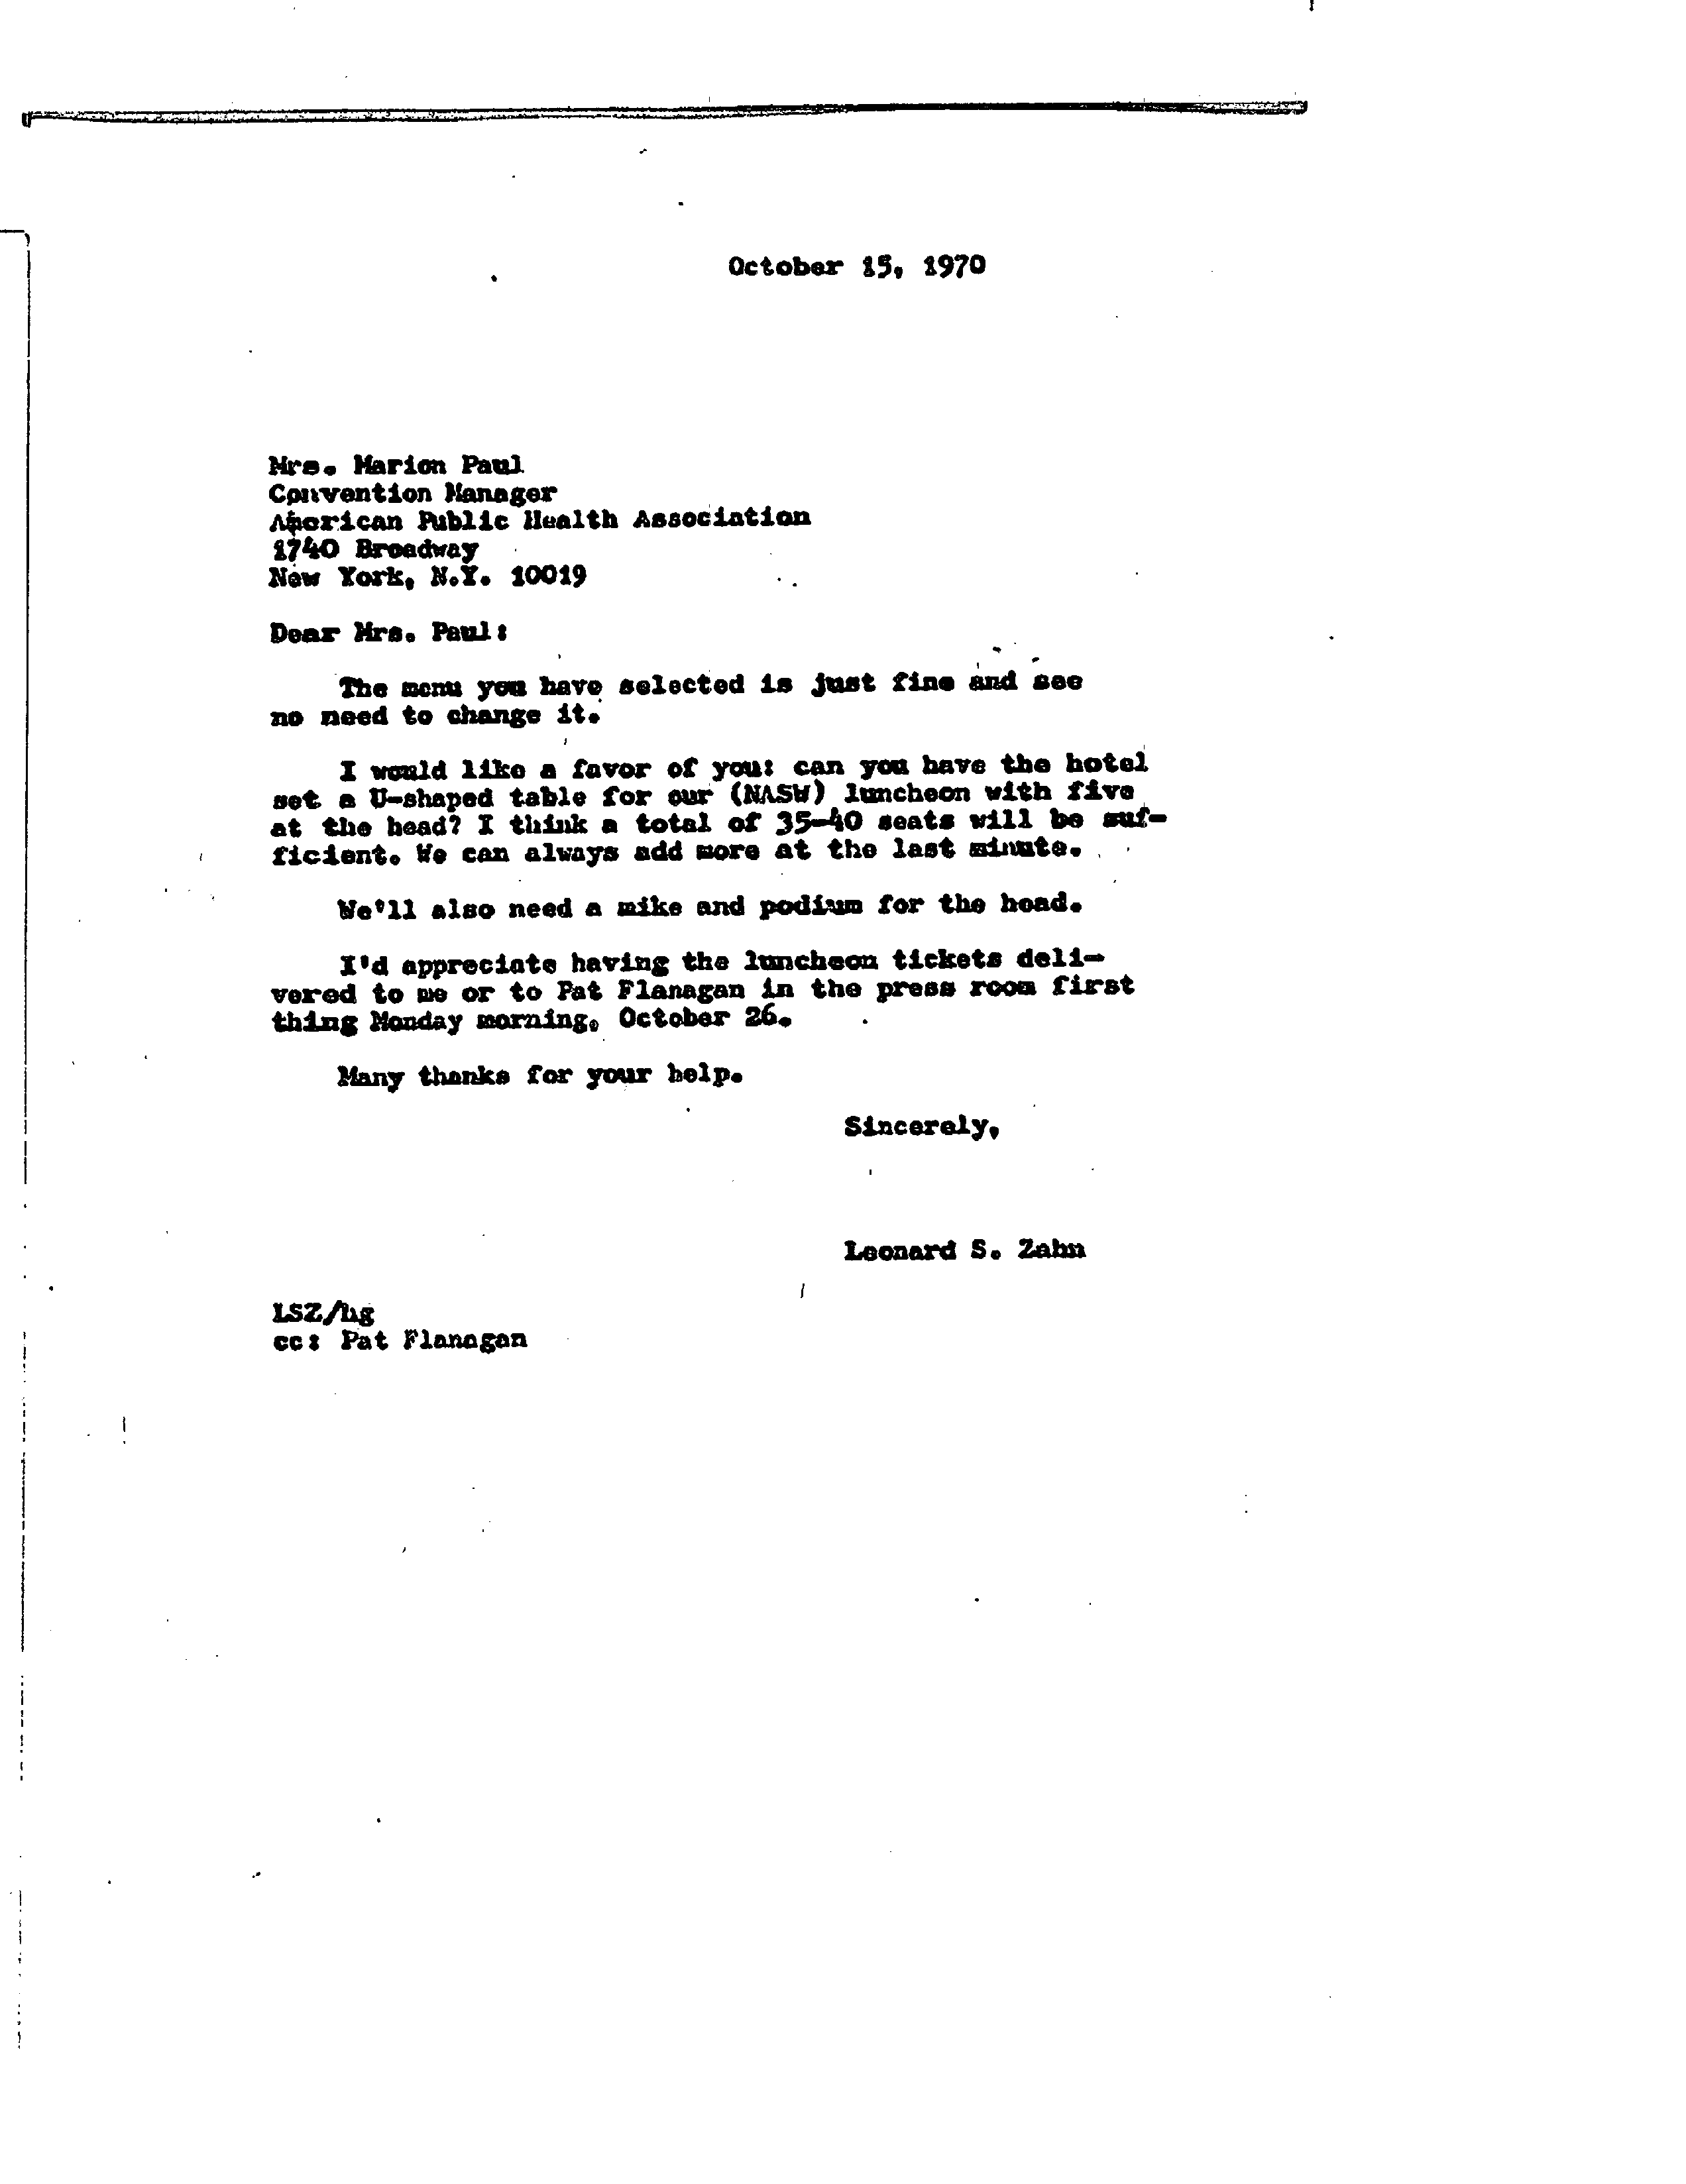 October 15, 1970
Mrs. Marion Paul
Convention Manager
American Public Health Association
1740 Broadway
New York, N.Y. 10019
Dear Mrs. Paul:
The menu you have selected is just fine and see
no need to change it.
I would like a favor of you: can you have the hotel
set a U-shaped table for our (NASW) luncheon with five
at the head? I think a total of 35-40 seats will be suf-
ficient. We can always add more at the last minute.
We'll also need a mike and podium for the head.
I'd appreciate having the luncheon tickets deli-
vered to me or to Pat Flanagan in the press room first
thing Monday morning, October 26.
Many thanks for your help.
Sincerely,
Leonard S. Zahn
LSZ/hg
cc: Pat Flanagan